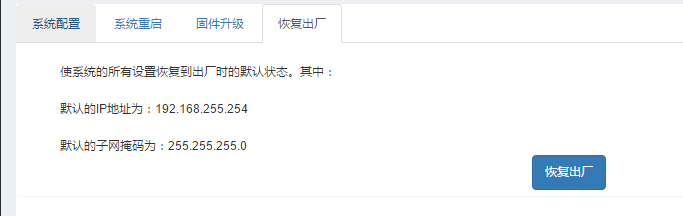 系统配置 系统重启 固件升级 恢复出厂
使系统的所有设置恢复到出厂时的默认状态。其中：
默认的IP地址为：192.168.255.254
默认的子网掩码为：255.255.255.0
恢复出厂